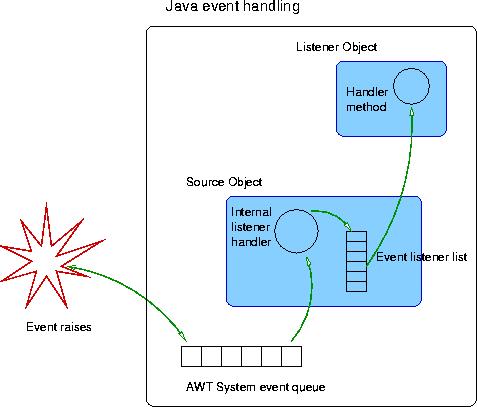 Java event handling
Listener Object
Handler
method
Source Object
Internal
listener
handler
Event listener list
Event raises
AWT System event queue